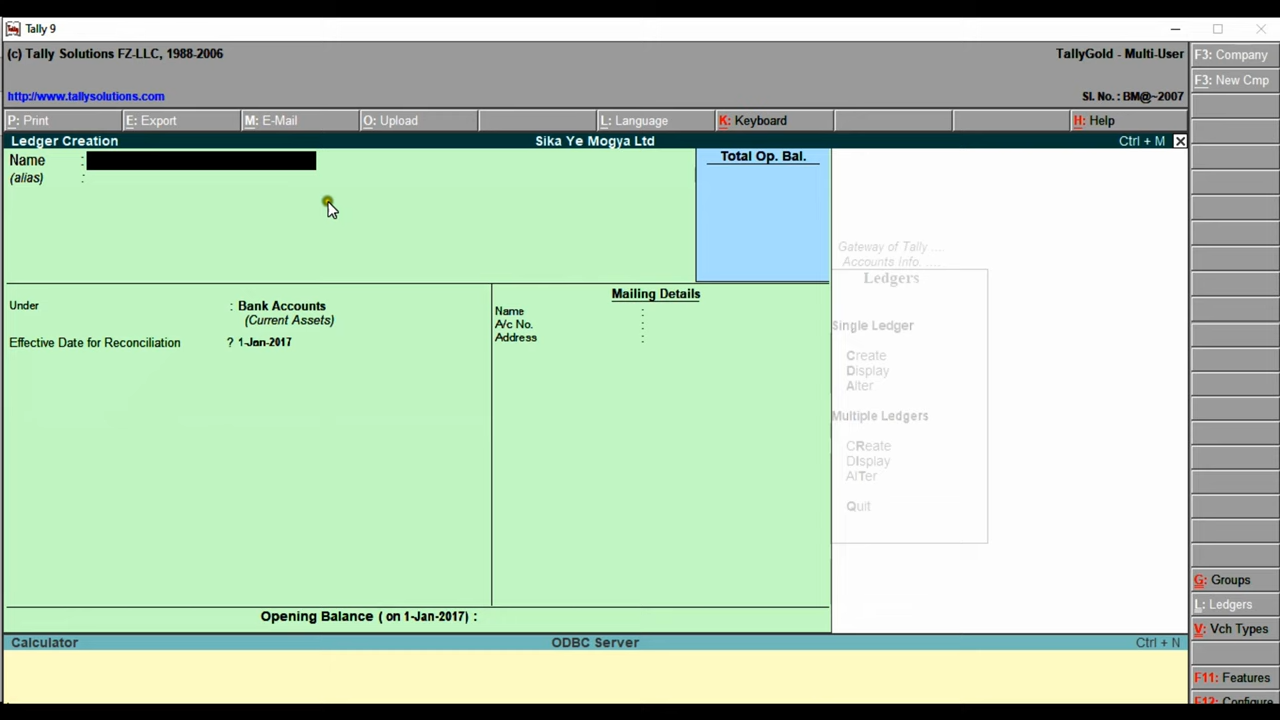 Tally 9
(c) Tally Solutions FZ-LLC, 1988-2006
TallyGold - Multi-User
http://www.tallysolutions.com
Sl. No. : BM@~2007
P: Print
E: Export
M: E-Mail
O: Upload
L: Language
K: Keyboard
H: Help
Ledger Creation
Sika Ye Mogya Ltd
Ctrl + M
Name :
(alias) :
Total Op. Bal.
Under : Bank Accounts
(Current Assets)
Effective Date for Reconciliation ? 1-Jan-2017
Mailing Details
Name :
A/c No. :
Address :
Opening Balance ( on 1-Jan-2017) :
Gateway of Tally ....
Accounts Info. ....
Ledgers
Single Ledger
Create
Display
Alter
Multiple Ledgers
CReate
DIsplay
AlTer
Quit
F3: Company
F3: New Cmp
G: Groups
L: Ledgers
V: Vch Types
F11: Features
F12: Configure
Calculator
ODBC Server
Ctrl + N